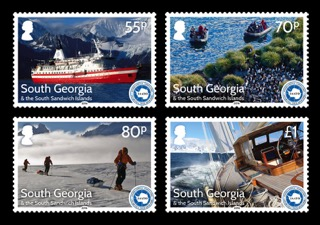 55P
South Georgia
& the South Sandwich Islands
70P
South Georgia
& the South Sandwich Islands
80P
South Georgia
& the South Sandwich Islands
£1
South Georgia
& the South Sandwich Islands